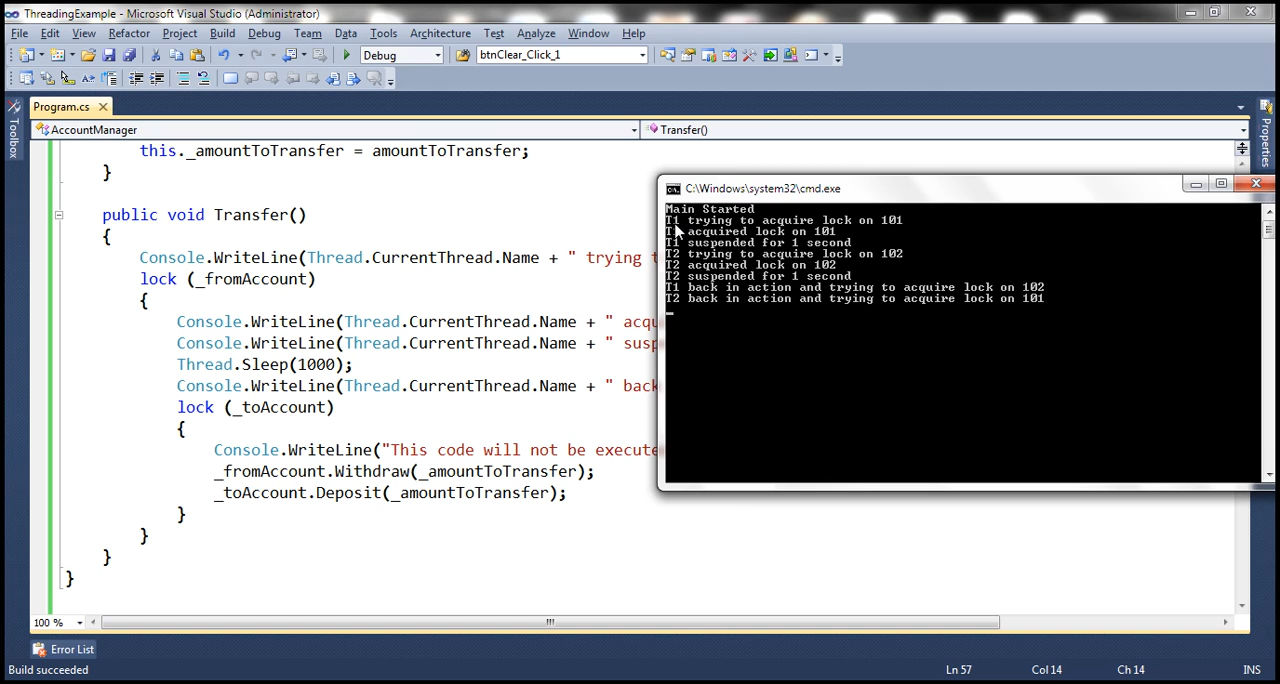 ThreadingExample - Microsoft Visual Studio (Administrator)
File Edit View Refactor Project Build Debug Team Data Tools Architecture Test Analyze Window Help
Debug btnClear_Click_1
Program.cs
AccountManager Transfer()
Toolbox
Properties
this._amountToTransfer = amountToTransfer;
}
public void Transfer()
{
Console.WriteLine(Thread.CurrentThread.Name + " trying t
lock (_fromAccount)
{
Console.WriteLine(Thread.CurrentThread.Name + " acqu
Console.WriteLine(Thread.CurrentThread.Name + " susp
Thread.Sleep(1000);
Console.WriteLine(Thread.CurrentThread.Name + " back
lock (_toAccount)
{
Console.WriteLine("This code will not be execute
_fromAccount.Withdraw(_amountToTransfer);
_toAccount.Deposit(_amountToTransfer);
}
}
}
}
C:\Windows\system32\cmd.exe
Main Started
T1 trying to acquire lock on 101
T1 acquired lock on 101
T1 suspended for 1 second
T2 trying to acquire lock on 102
T2 acquired lock on 102
T2 suspended for 1 second
T1 back in action and trying to acquire lock on 102
T2 back in action and trying to acquire lock on 101
100 %
Error List
Build succeeded Ln 57 Col 14 Ch 14 INS